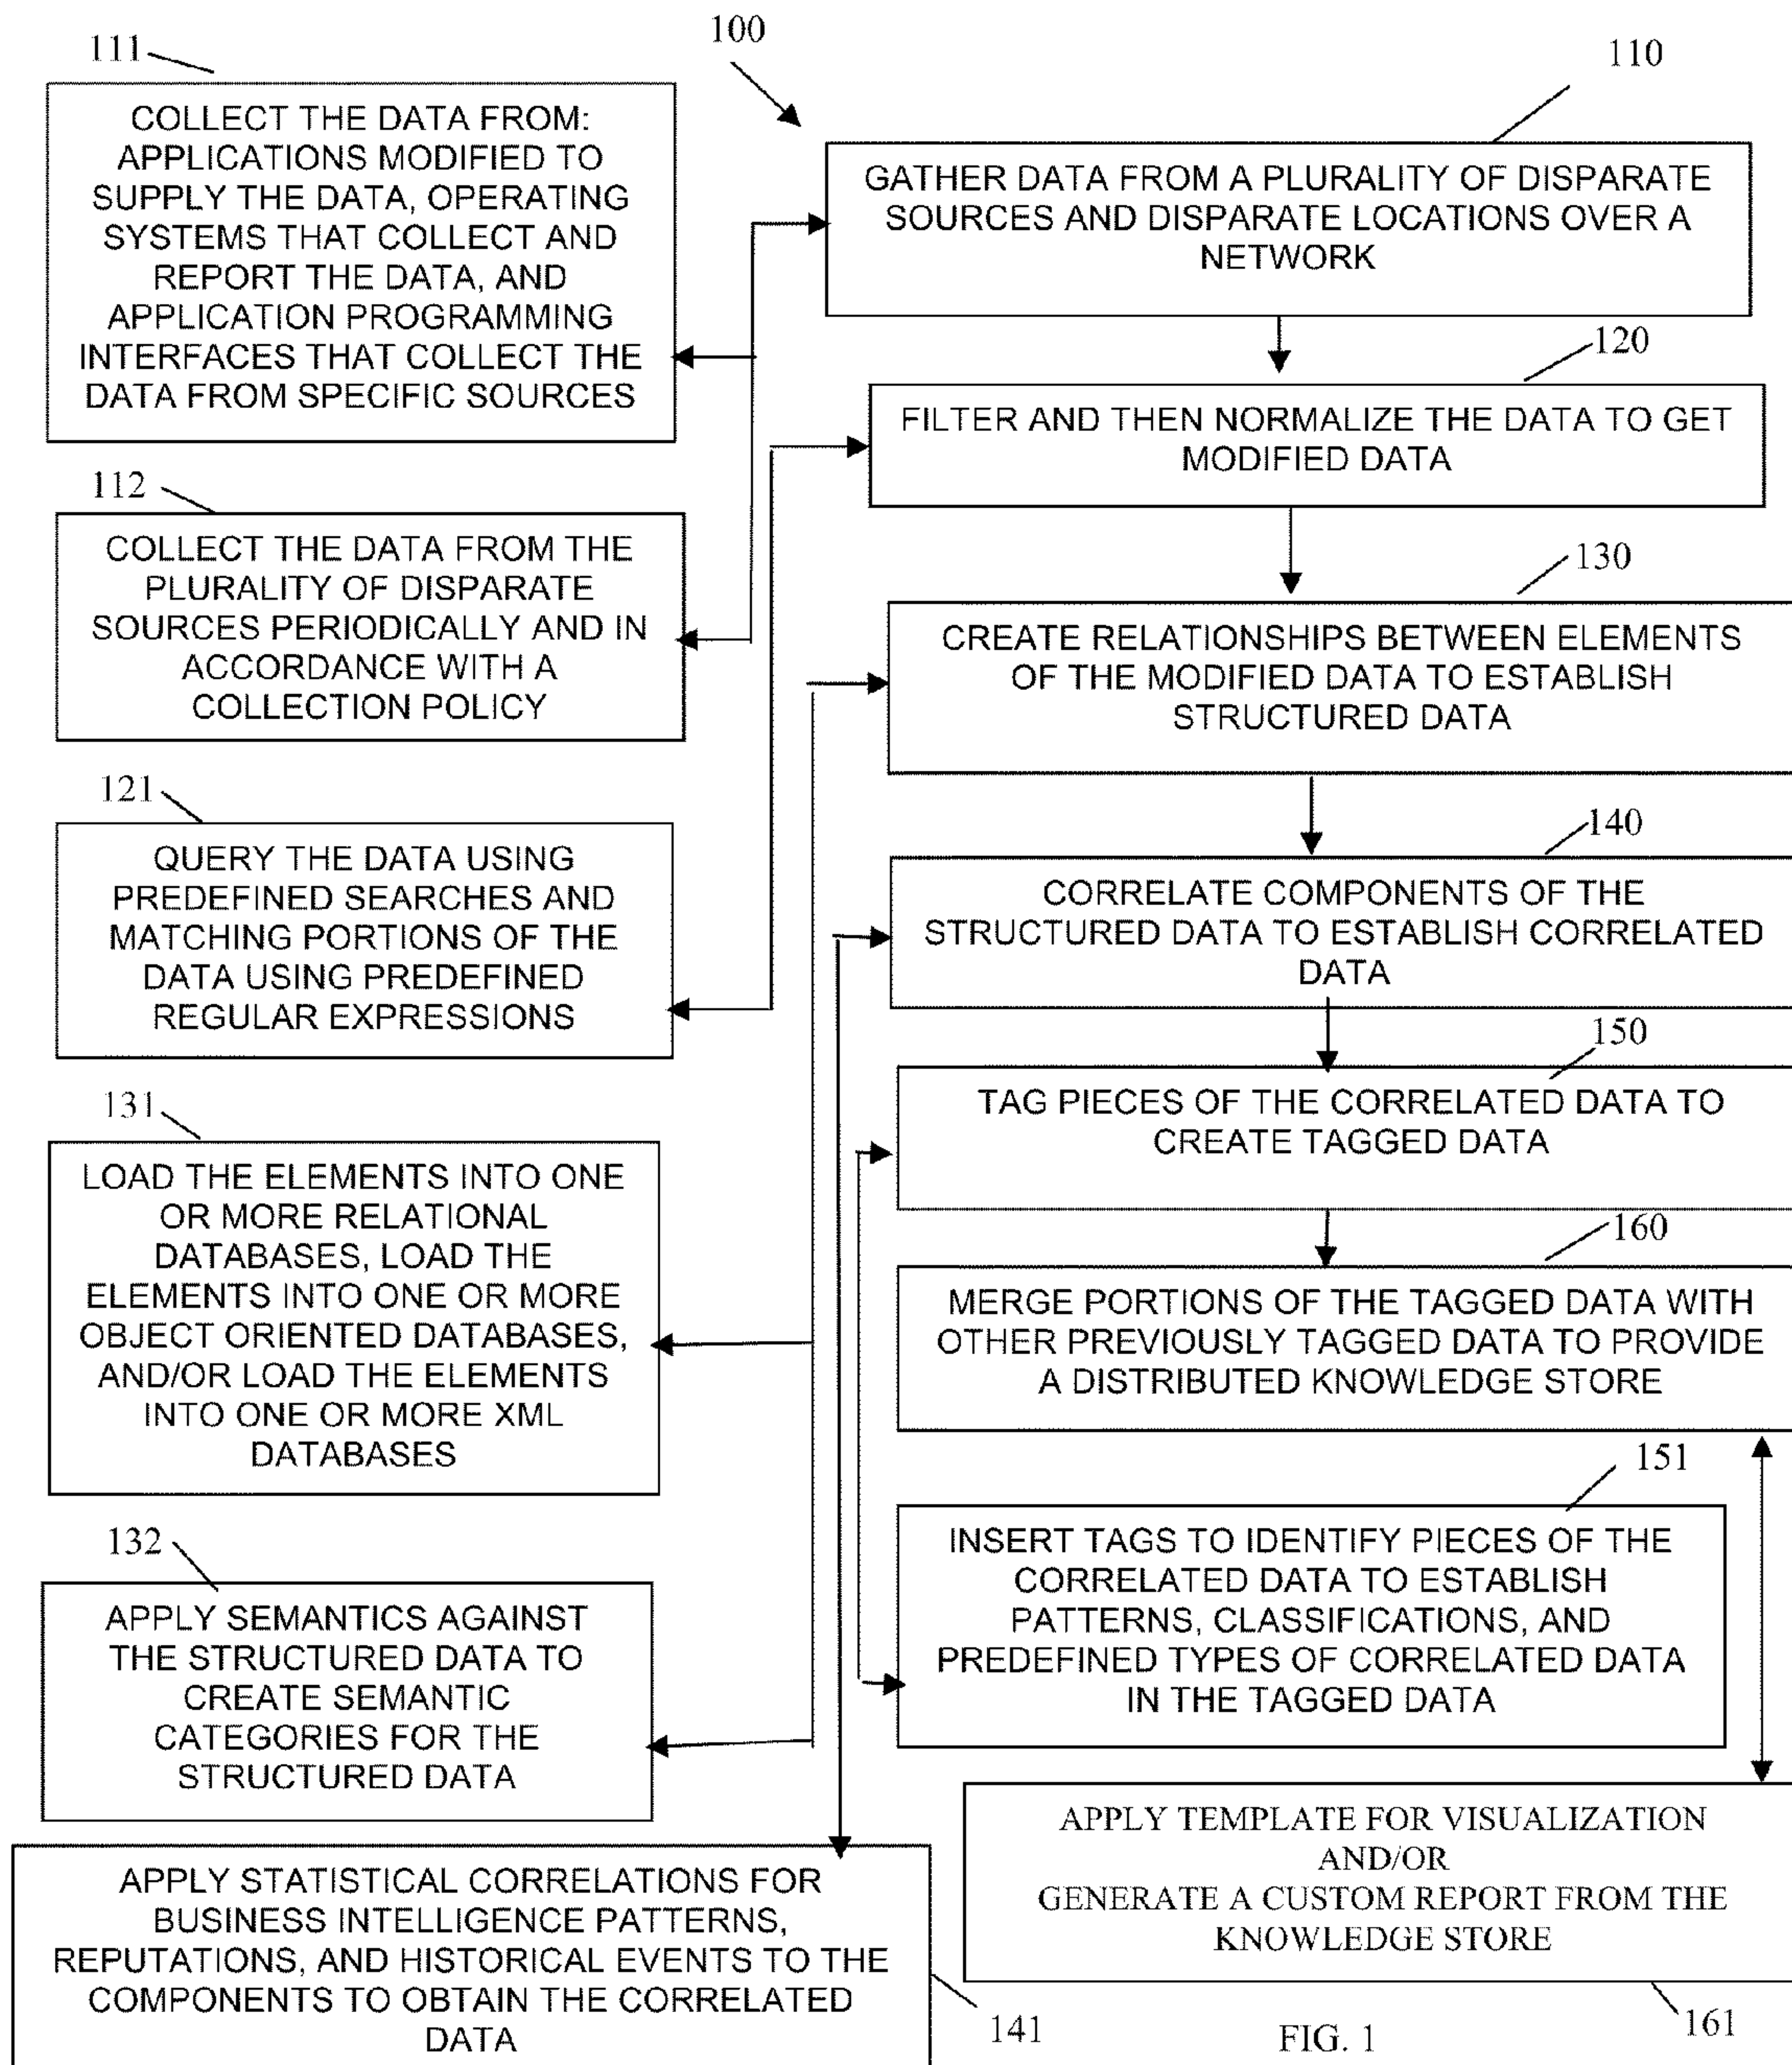 100
110
GATHER DATA FROM A PLURALITY OF DISPARATE
SOURCES AND DISPARATE LOCATIONS OVER A
NETWORK
111
COLLECT THE DATA FROM:
APPLICATIONS MODIFIED TO
SUPPLY THE DATA, OPERATING
SYSTEMS THAT COLLECT AND
REPORT THE DATA, AND
APPLICATION PROGRAMMING
INTERFACES THAT COLLECT THE
DATA FROM SPECIFIC SOURCES
112
COLLECT THE DATA FROM THE
PLURALITY OF DISPARATE
SOURCES PERIODICALLY AND IN
ACCORDANCE WITH A
COLLECTION POLICY
120
FILTER AND THEN NORMALIZE THE DATA TO GET
MODIFIED DATA
121
QUERY THE DATA USING
PREDEFINED SEARCHES AND
MATCHING PORTIONS OF THE
DATA USING PREDEFINED
REGULAR EXPRESSIONS
130
CREATE RELATIONSHIPS BETWEEN ELEMENTS
OF THE MODIFIED DATA TO ESTABLISH
STRUCTURED DATA
131
LOAD THE ELEMENTS INTO ONE
OR MORE RELATIONAL
DATABASES, LOAD THE
ELEMENTS INTO ONE OR MORE
OBJECT ORIENTED DATABASES,
AND/OR LOAD THE ELEMENTS
INTO ONE OR MORE XML
DATABASES
132
APPLY SEMANTICS AGAINST
THE STRUCTURED DATA TO
CREATE SEMANTIC
CATEGORIES FOR THE
STRUCTURED DATA
140
CORRELATE COMPONENTS OF THE
STRUCTURED DATA TO ESTABLISH CORRELATED
DATA
141
APPLY STATISTICAL CORRELATIONS FOR
BUSINESS INTELLIGENCE PATTERNS,
REPUTATIONS, AND HISTORICAL EVENTS TO THE
COMPONENTS TO OBTAIN THE CORRELATED
DATA
150
TAG PIECES OF THE CORRELATED DATA TO
CREATE TAGGED DATA
151
INSERT TAGS TO IDENTIFY PIECES OF THE
CORRELATED DATA TO ESTABLISH
PATTERNS, CLASSIFICATIONS, AND
PREDEFINED TYPES OF CORRELATED DATA
IN THE TAGGED DATA
160
MERGE PORTIONS OF THE TAGGED DATA WITH
OTHER PREVIOUSLY TAGGED DATA TO PROVIDE
A DISTRIBUTED KNOWLEDGE STORE
161
APPLY TEMPLATE FOR VISUALIZATION
AND/OR
GENERATE A CUSTOM REPORT FROM THE
KNOWLEDGE STORE
FIG. 1